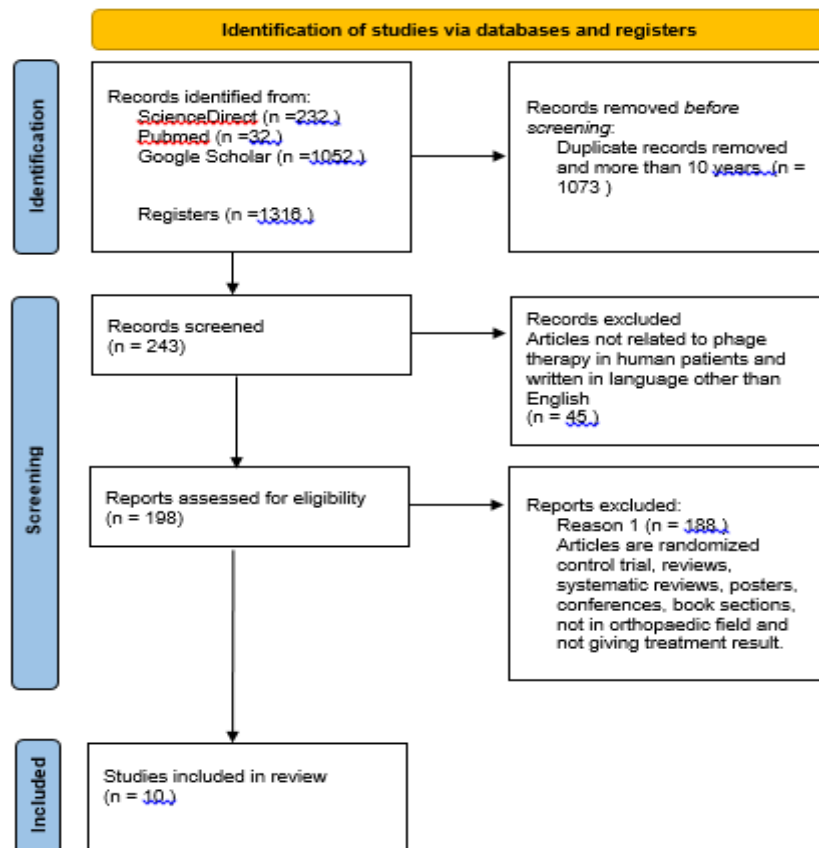 Identification of studies via databases and registers
Identification
Records identified from:
ScienceDirect (n =232 )
Pubmed (n =32 )
Google Scholar (n =1052 )
Registers (n =1316 )
Records removed before
screening:
Duplicate records removed
and more than 10 years (n =
1073 )
Screening
Records screened
(n = 243)
Records excluded
Articles not related to phage
therapy in human patients and
written in language other than
English
(n = 45 )
Reports assessed for eligibility
(n = 198)
Reports excluded:
Reason 1 (n = 188 )
Articles are randomized
control trial, reviews,
systematic reviews, posters,
conferences, book sections,
not in orthopaedic field and
not giving treatment result.
Included
Studies included in review
(n = 10 )